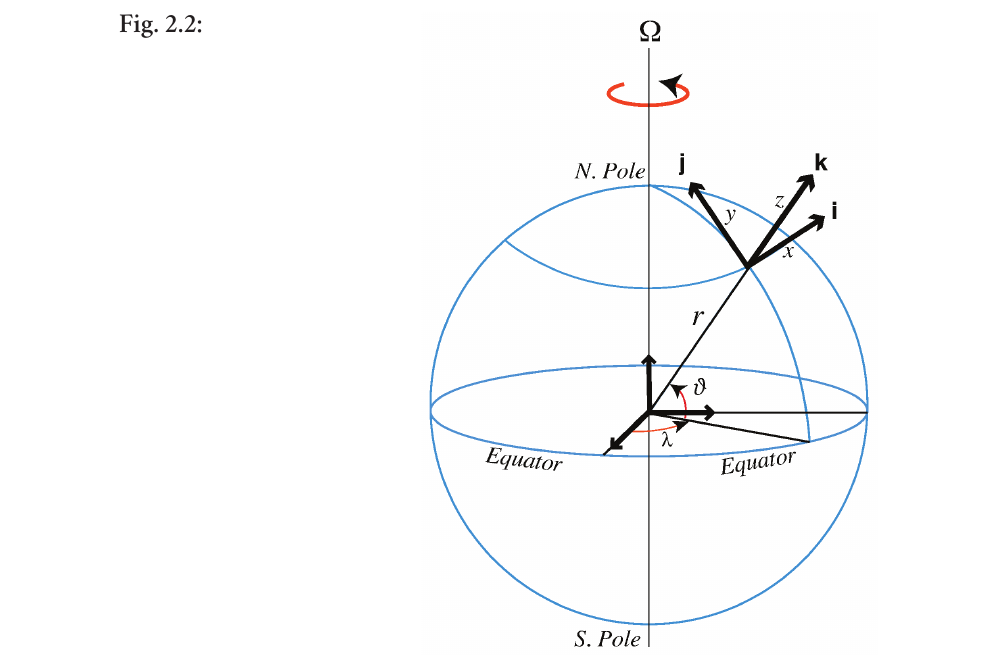 Fig. 2.2:
Ω
N. Pole
j
k
i
y
z
x
r
ϑ
λ
Equator
Equator
S. Pole